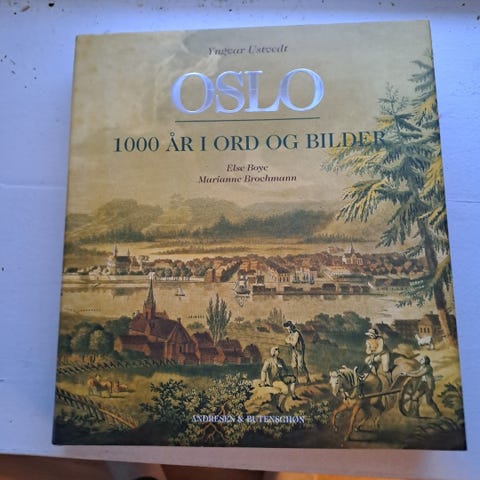 Yngvar Ustvedt
OSLO
1000 ÅR I ORD OG BILDER
Else Boye
Marianne Brochmann
ANDRESEN & BUTENSCHØN